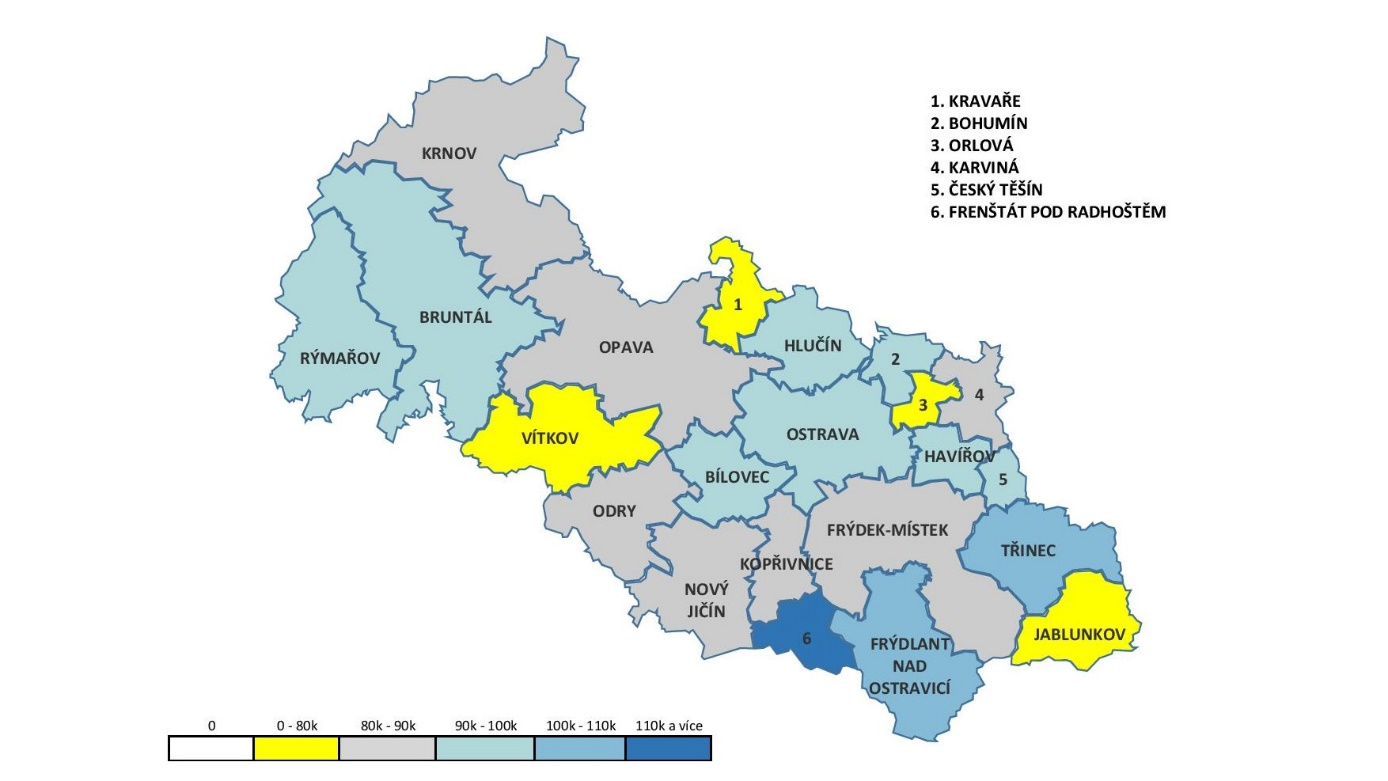 1. KRAVAŘE
2. BOHUMÍN
3. ORLOVÁ
4. KARVINÁ
5. ČESKÝ TĚŠÍN
6. FRENŠTÁT POD RADHOŠTĚM
KRNOV
1
BRUNTÁL
OPAVA
HLUČÍN
RÝMAŘOV
2
4
3
VÍTKOV
OSTRAVA
HAVÍŘOV
BÍLOVEC
5
ODRY
FRÝDEK-MÍSTEK
TŘINEC
KOPŘIVNICE
NOVÝ
JIČÍN
6
JABLUNKOV
FRÝDLANT
NAD
OSTRAVICÍ
0
0 - 80k
80k - 90k
90k - 100k
100k - 110k
110k a více